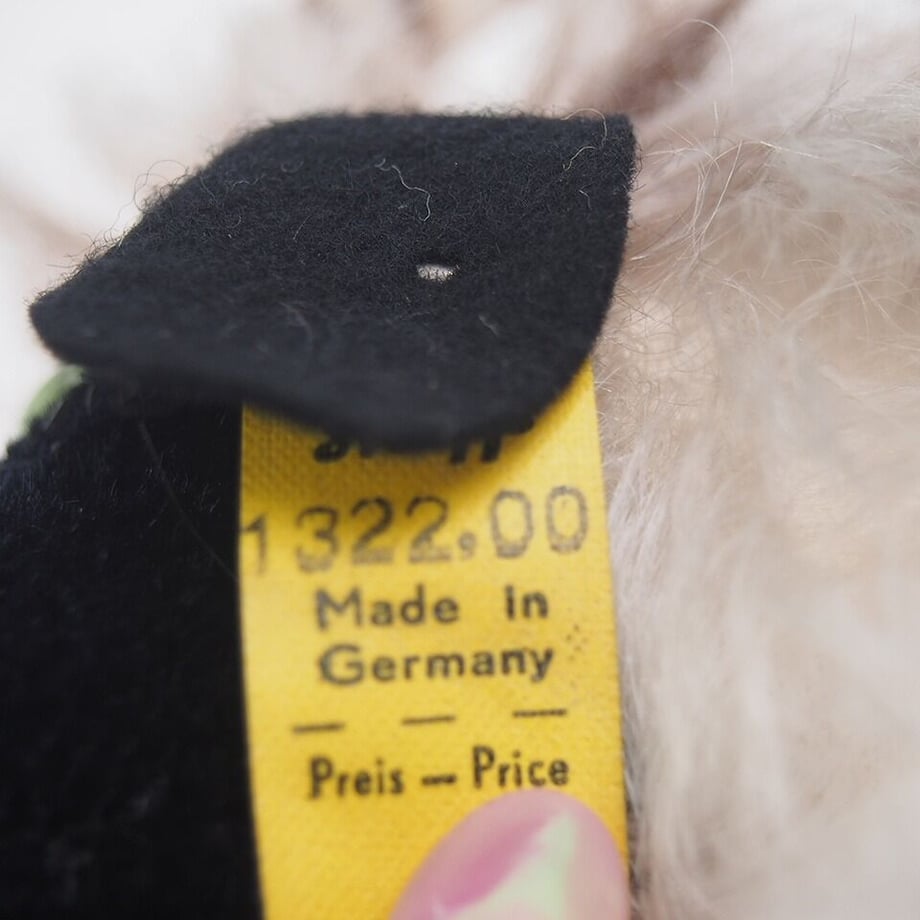 1322.00
Made in
Germany
— — —
Preis — Price